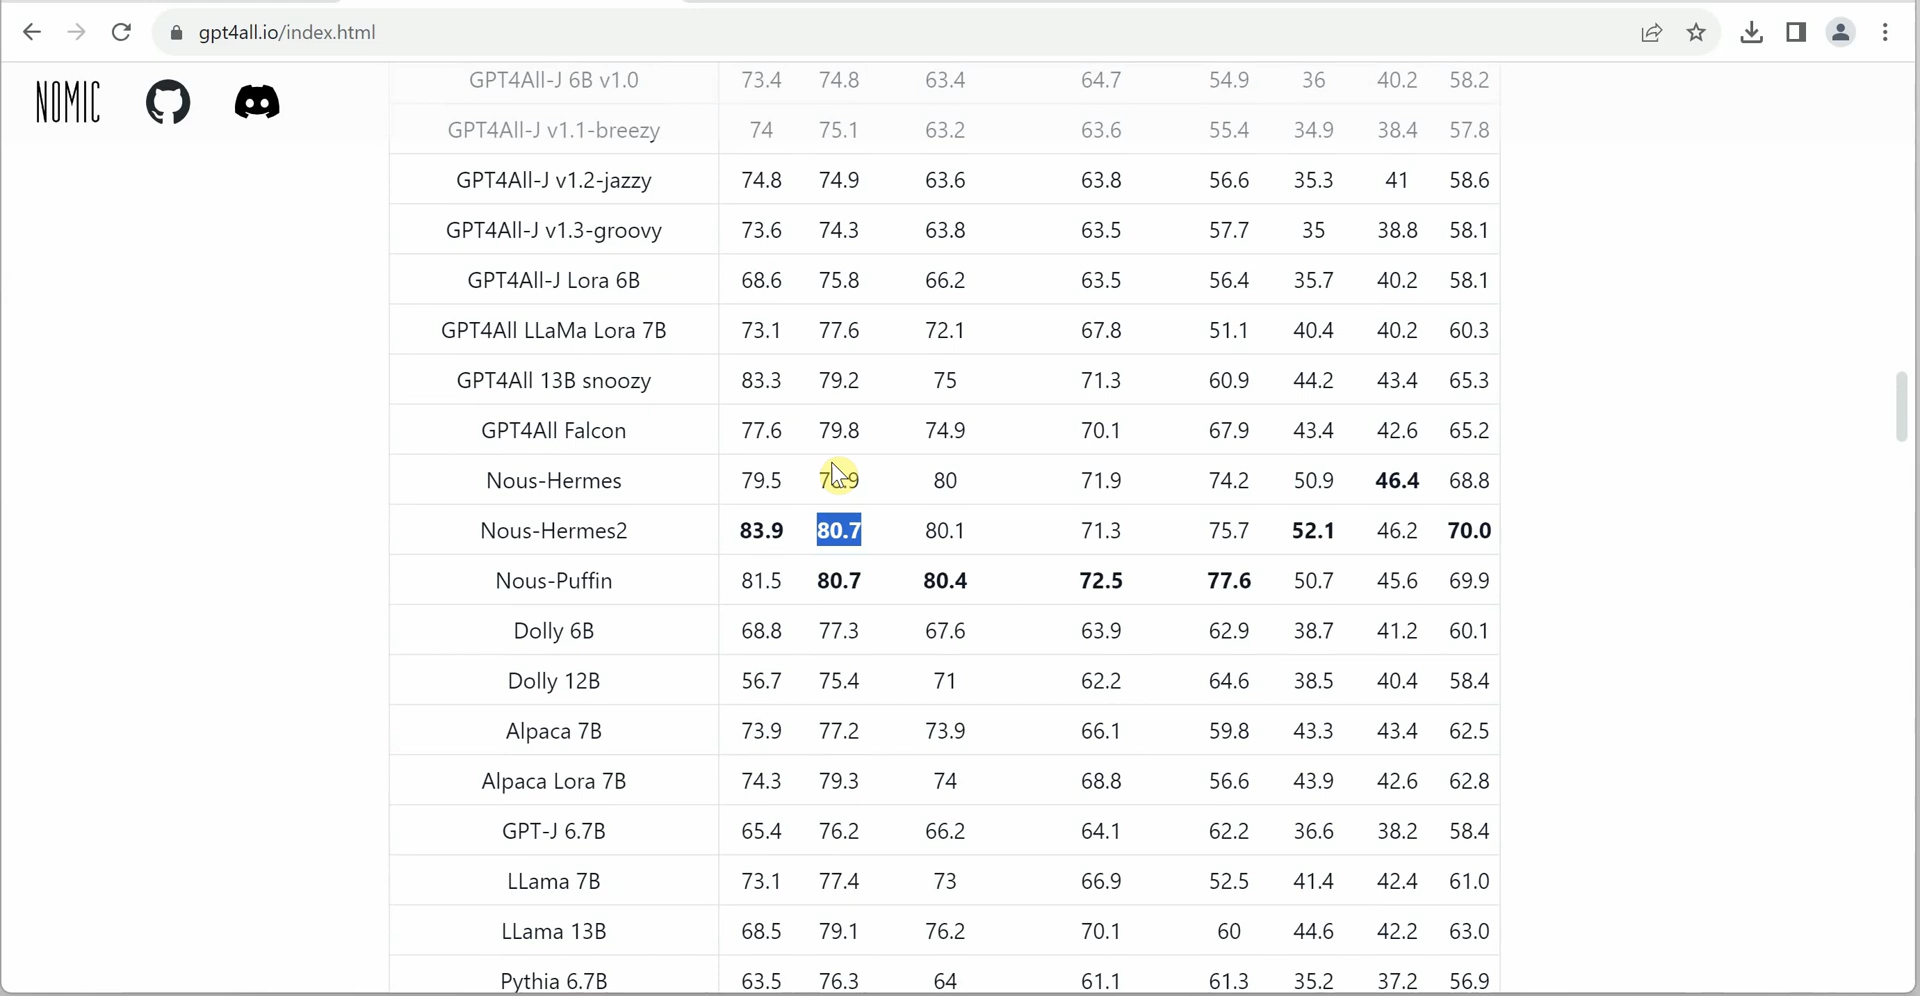 gpt4all.io/index.html
NOMIC
GPT4All-J 6B v1.0 73.4 74.8 63.4 64.7 54.9 36 40.2 58.2
GPT4All-J v1.1-breezy 74 75.1 63.2 63.6 55.4 34.9 38.4 57.8
GPT4All-J v1.2-jazzy 74.8 74.9 63.6 63.8 56.6 35.3 41 58.6
GPT4All-J v1.3-groovy 73.6 74.3 63.8 63.5 57.7 35 38.8 58.1
GPT4All-J Lora 6B 68.6 75.8 66.2 63.5 56.4 35.7 40.2 58.1
GPT4All LLaMa Lora 7B 73.1 77.6 72.1 67.8 51.1 40.4 40.2 60.3
GPT4All 13B snoozy 83.3 79.2 75 71.3 60.9 44.2 43.4 65.3
GPT4All Falcon 77.6 79.8 74.9 70.1 67.9 43.4 42.6 65.2
Nous-Hermes 79.5 80 71.9 74.2 50.9 46.4 68.8
Nous-Hermes2 83.9 80.7 80.1 71.3 75.7 52.1 46.2 70.0
Nous-Puffin 81.5 80.7 80.4 72.5 77.6 50.7 45.6 69.9
Dolly 6B 68.8 77.3 67.6 63.9 62.9 38.7 41.2 60.1
Dolly 12B 56.7 75.4 71 62.2 64.6 38.5 40.4 58.4
Alpaca 7B 73.9 77.2 73.9 66.1 59.8 43.3 43.4 62.5
Alpaca Lora 7B 74.3 79.3 74 68.8 56.6 43.9 42.6 62.8
GPT-J 6.7B 65.4 76.2 66.2 64.1 62.2 36.6 38.2 58.4
LLama 7B 73.1 77.4 73 66.9 52.5 41.4 42.4 61.0
LLama 13B 68.5 79.1 76.2 70.1 60 44.6 42.2 63.0
Pythia 6.7B 63.5 76.3 64 61.1 61.3 35.2 37.2 56.9